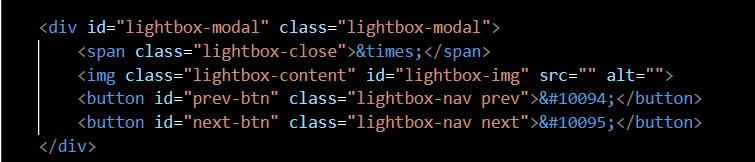 <div id="lightbox-modal" class="lightbox-modal">
<span class="lightbox-close">&times;</span>
<img class="lightbox-content" id="lightbox-img" src="" alt="">
<button id="prev-btn" class="lightbox-nav prev">&#10094;</button>
<button id="next-btn" class="lightbox-nav next">&#10095;</button>
</div>